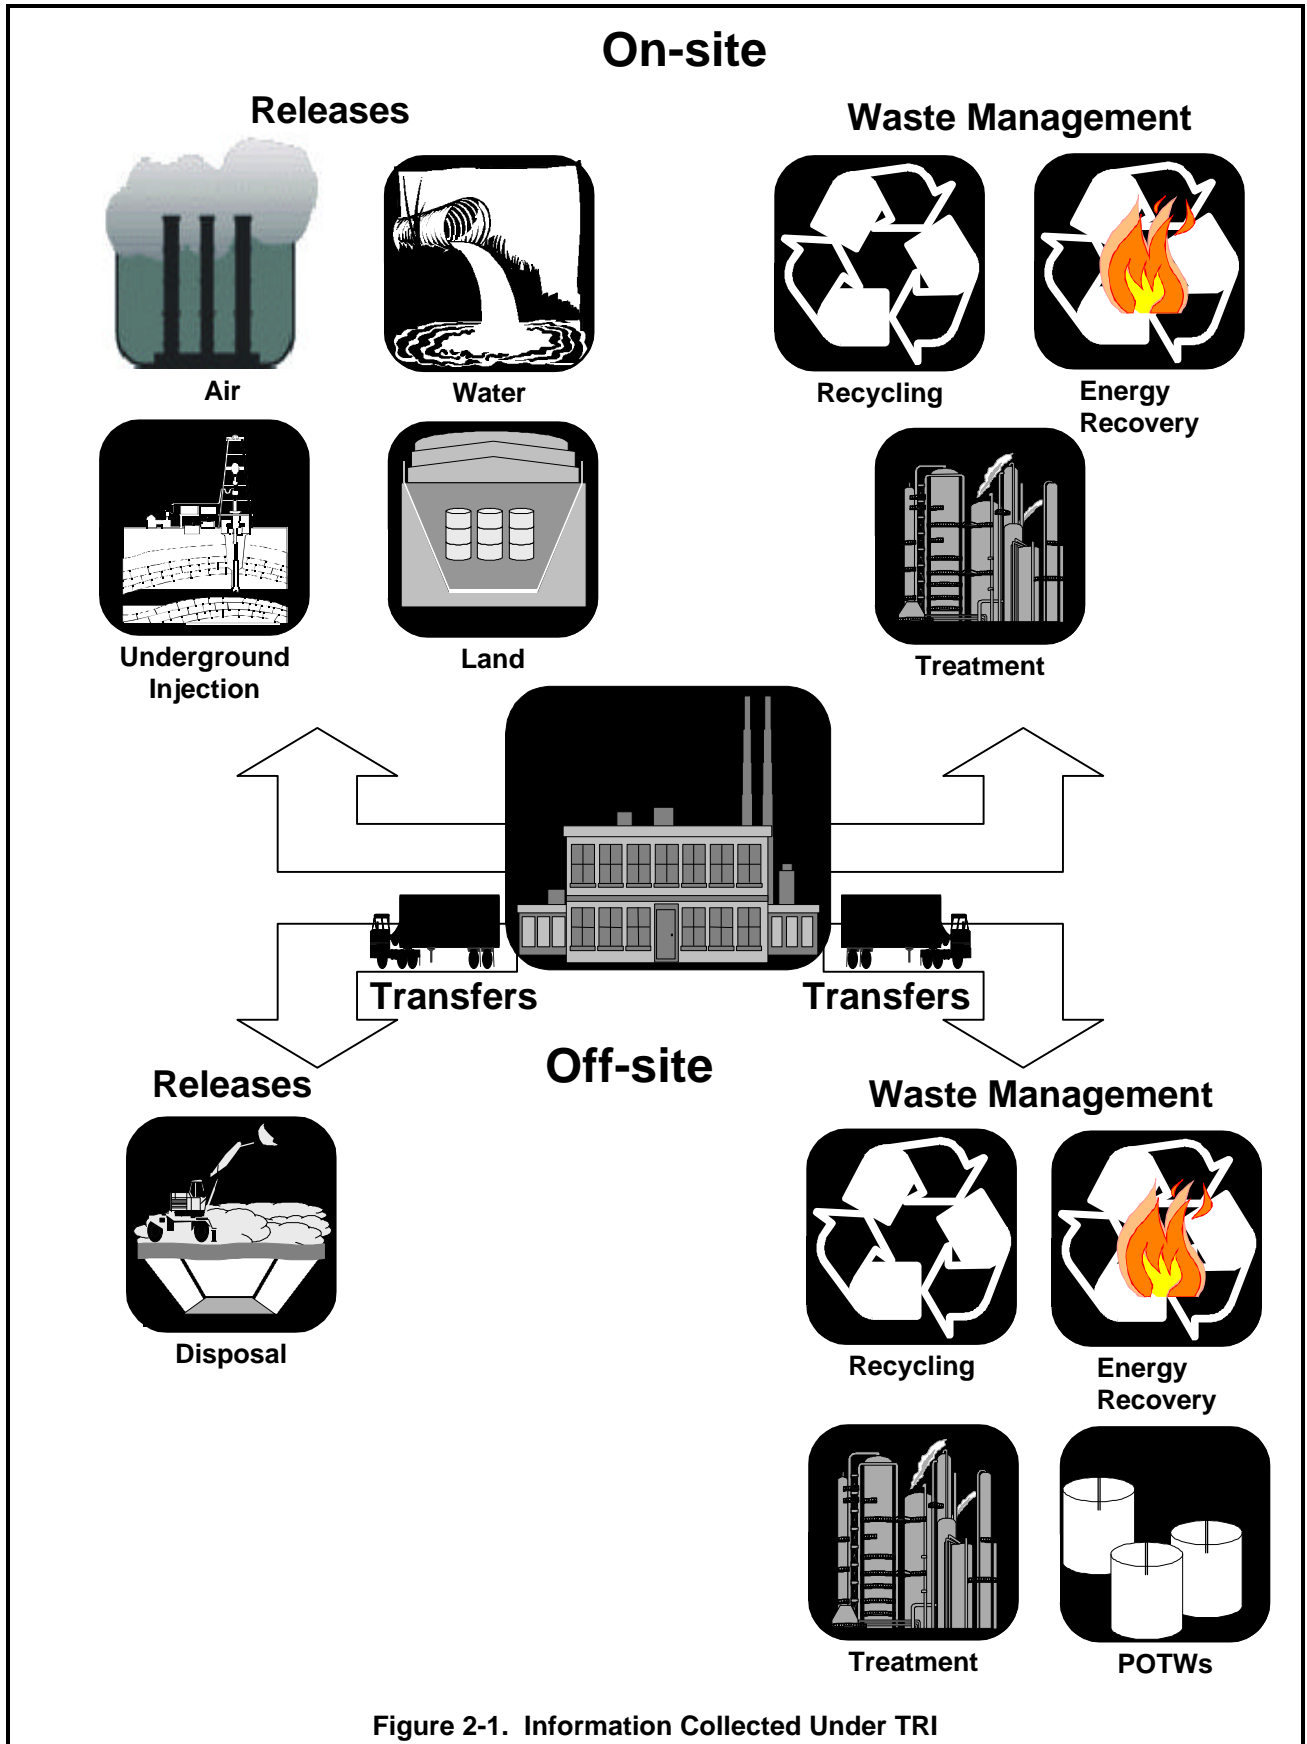 On-site
Releases
Waste Management
Air
Water
Recycling
Energy
Recovery
Underground
Injection
Land
Treatment
Transfers
Transfers
Off-site
Releases
Waste Management
Disposal
Recycling
Energy
Recovery
Treatment
POTWs
Figure 2-1. Information Collected Under TRI